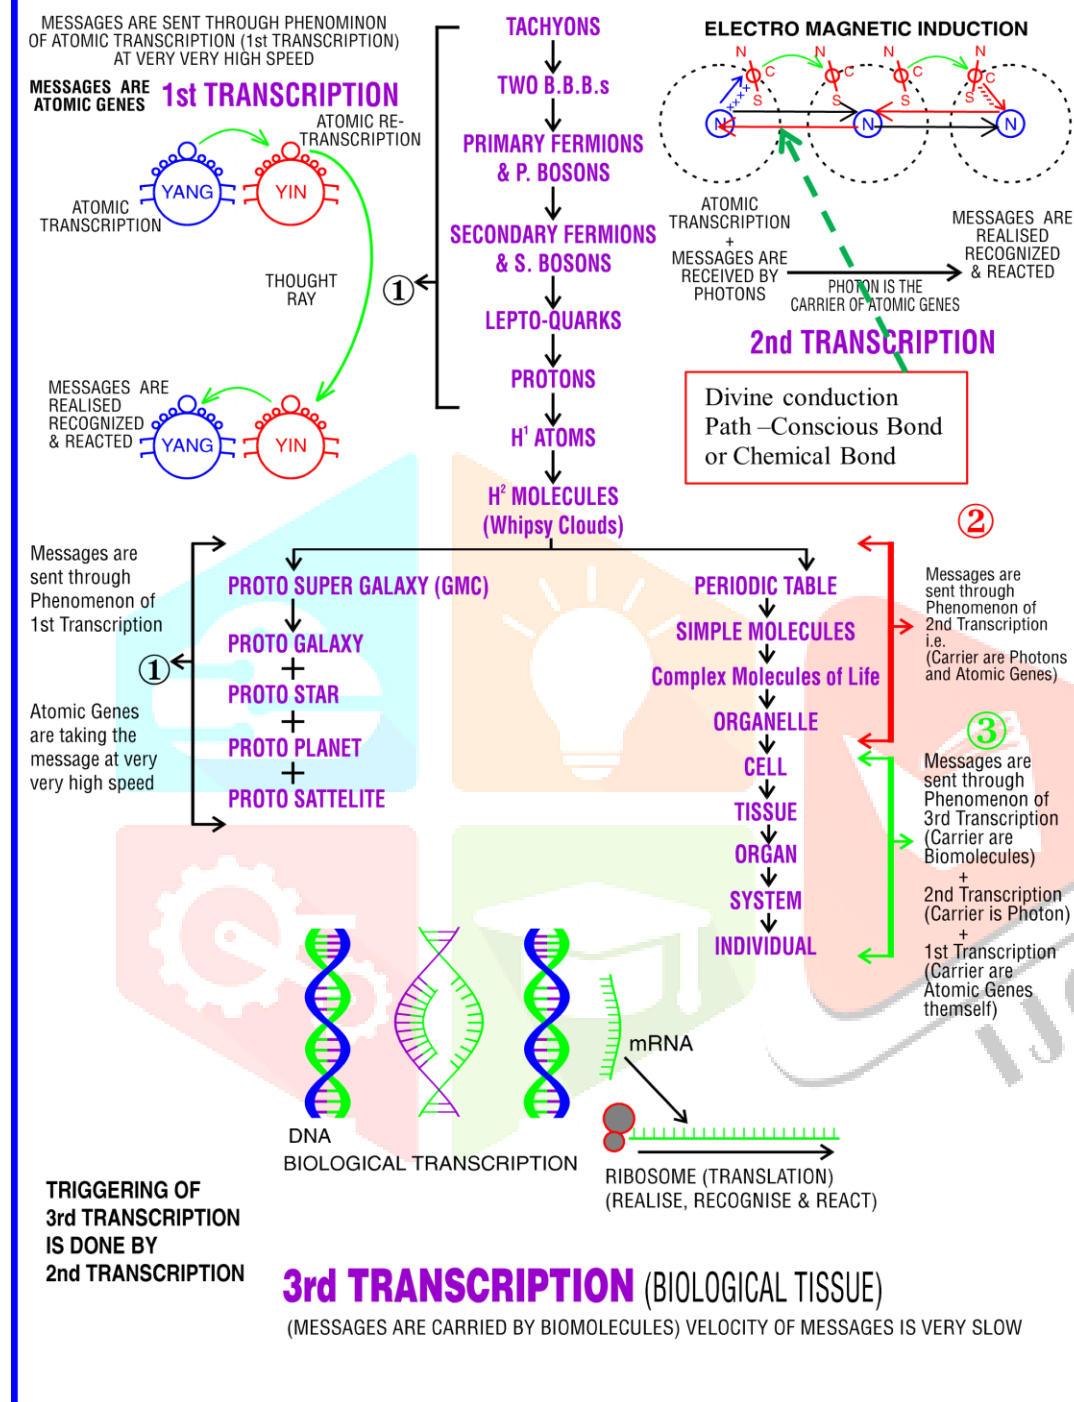 MESSAGES ARE SENT THROUGH PHENOMINON
OF ATOMIC TRANSCRIPTION (1st TRANSCRIPTION)
AT VERY VERY HIGH SPEED
MESSAGES ARE
ATOMIC GENES
1st TRANSCRIPTION
ATOMIC RE-
TRANSCRIPTION
YANG
YIN
ATOMIC
TRANSCRIPTION
THOUGHT
RAY
MESSAGES ARE
REALISED
RECOGNIZED
& REACTED
YANG
YIN
TACHYONS
TWO B.B.B.s
PRIMARY FERMIONS
& P. BOSONS
SECONDARY FERMIONS
& S. BOSONS
1
LEPTO-QUARKS
PROTONS
H¹ ATOMS
H² MOLECULES
(Whipsy Clouds)
ELECTRO MAGNETIC INDUCTION
N
N
N
N
C
C
C
C
S
S
S
S
N
N
N
ATOMIC
TRANSCRIPTION
+
MESSAGES ARE
RECEIVED BY
PHOTONS
PHOTON IS THE
CARRIER OF ATOMIC GENES
MESSAGES ARE
REALISED
RECOGNIZED
& REACTED
2nd TRANSCRIPTION
Divine conduction
Path –Conscious Bond
or Chemical Bond
Messages are
sent through
Phenomenon of
1st Transcription
1
Atomic Genes
are taking the
message at very
very high speed
PROTO SUPER GALAXY (GMC)
PROTO GALAXY
+
PROTO STAR
+
PROTO PLANET
+
PROTO SATTELITE
PERIODIC TABLE
SIMPLE MOLECULES
Complex Molecules of Life
ORGANELLE
CELL
TISSUE
ORGAN
SYSTEM
INDIVIDUAL
2
Messages are
sent through
Phenomenon of
2nd Transcription
i.e.
(Carrier are Photons
and Atomic Genes)
3
Messages are
sent through
Phenomenon of
3rd Transcription
(Carrier are
Biomolecules)
+
2nd Transcription
(Carrier is Photon)
+
1st Transcription
(Carrier are
Atomic Genes
themself)
IJ
mRNA
DNA
BIOLOGICAL TRANSCRIPTION
RIBOSOME (TRANSLATION)
(REALISE, RECOGNISE & REACT)
TRIGGERING OF
3rd TRANSCRIPTION
IS DONE BY
2nd TRANSCRIPTION
3rd TRANSCRIPTION (BIOLOGICAL TISSUE)
(MESSAGES ARE CARRIED BY BIOMOLECULES) VELOCITY OF MESSAGES IS VERY SLOW